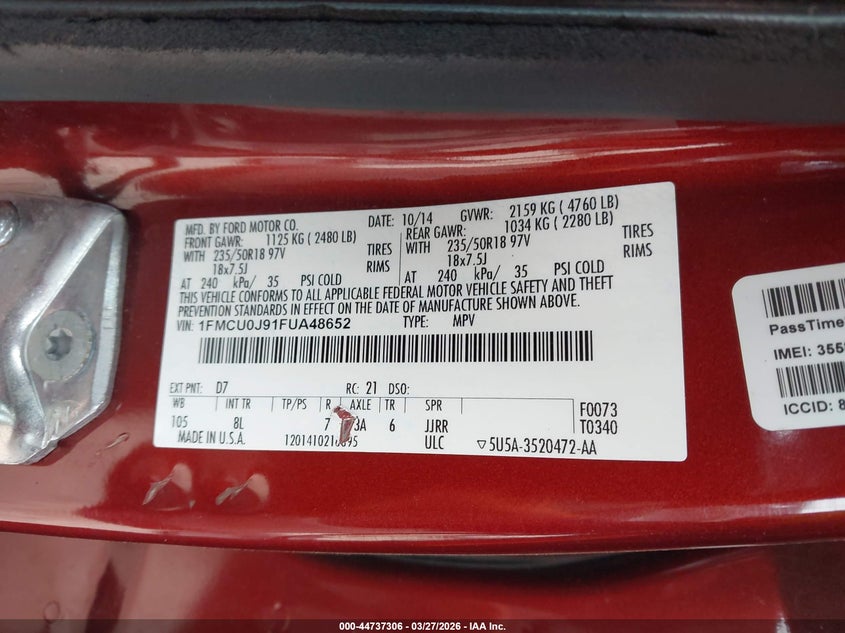 MFD. BY FORD MOTOR CO.
DATE: 10/14 GVWR: 2159 KG ( 4760 LB)
FRONT GAWR: 1125 KG ( 2480 LB) REAR GAWR: 1034 KG ( 2280 LB)
WITH 235/50R18 97V TIRES WITH 235/50R18 97V TIRES
18x7.5J RIMS 18x7.5J RIMS
AT 240 kPa/ 35 PSI COLD AT 240 kPa/ 35 PSI COLD
THIS VEHICLE CONFORMS TO ALL APPLICABLE FEDERAL MOTOR VEHICLE SAFETY AND THEFT
PREVENTION STANDARDS IN EFFECT ON THE DATE OF MANUFACTURE SHOWN ABOVE.
VIN: 1FMCU0J91FUA48652 TYPE: MPV
EXT PNT: D7 RC: 21 DSO:
WB INT TR TP/PS R AXLE TR SPR
F0073
105 8L 7 6 JJRR T0340
MADE IN U.S.A. ULC ▽5U5A-3520472-AA
PassTime
IMEI: 355
ICCID: 8
000-44737306 | 03/27/2026 | IAA Inc.